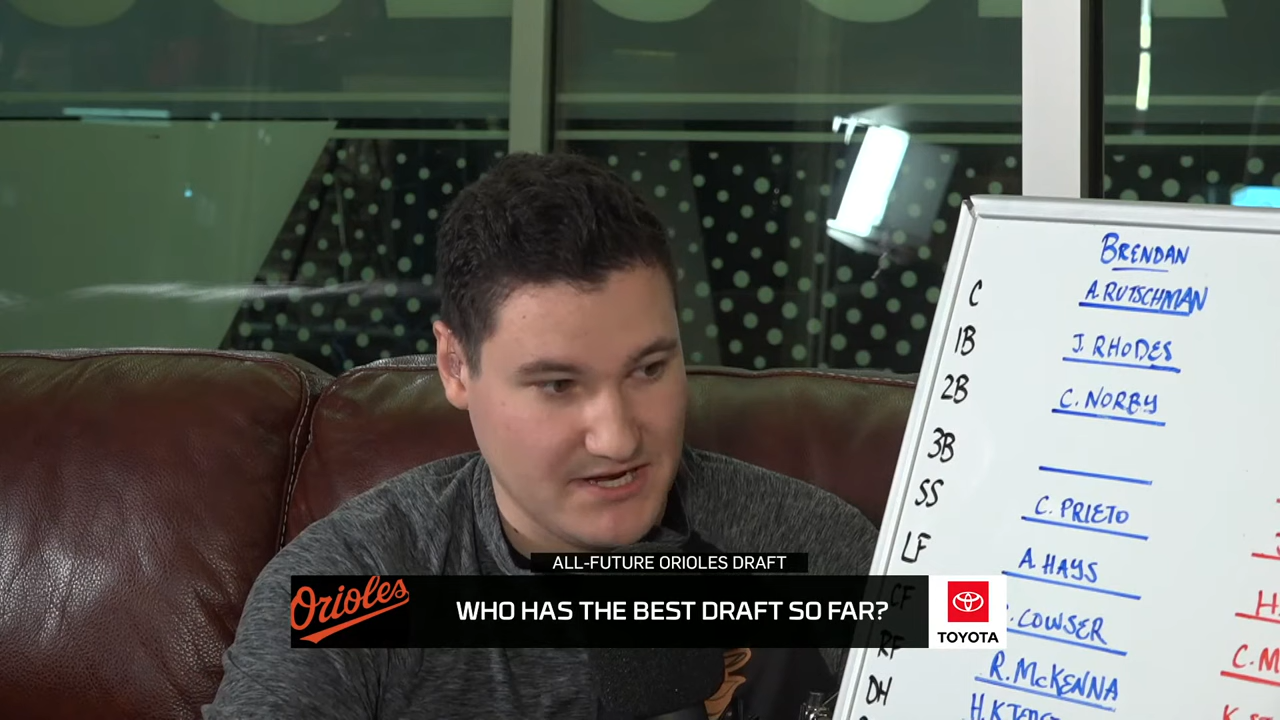 BRENDAN
C A. RUTSCHMAN
1B J. RHODES
2B C. NORBY
3B
SS C. PRIETO
LF A. HAYS
CF COWSER
RF R. McKENNA
DH
ALL-FUTURE ORIOLES DRAFT
Orioles
WHO HAS THE BEST DRAFT SO FAR?
TOYOTA